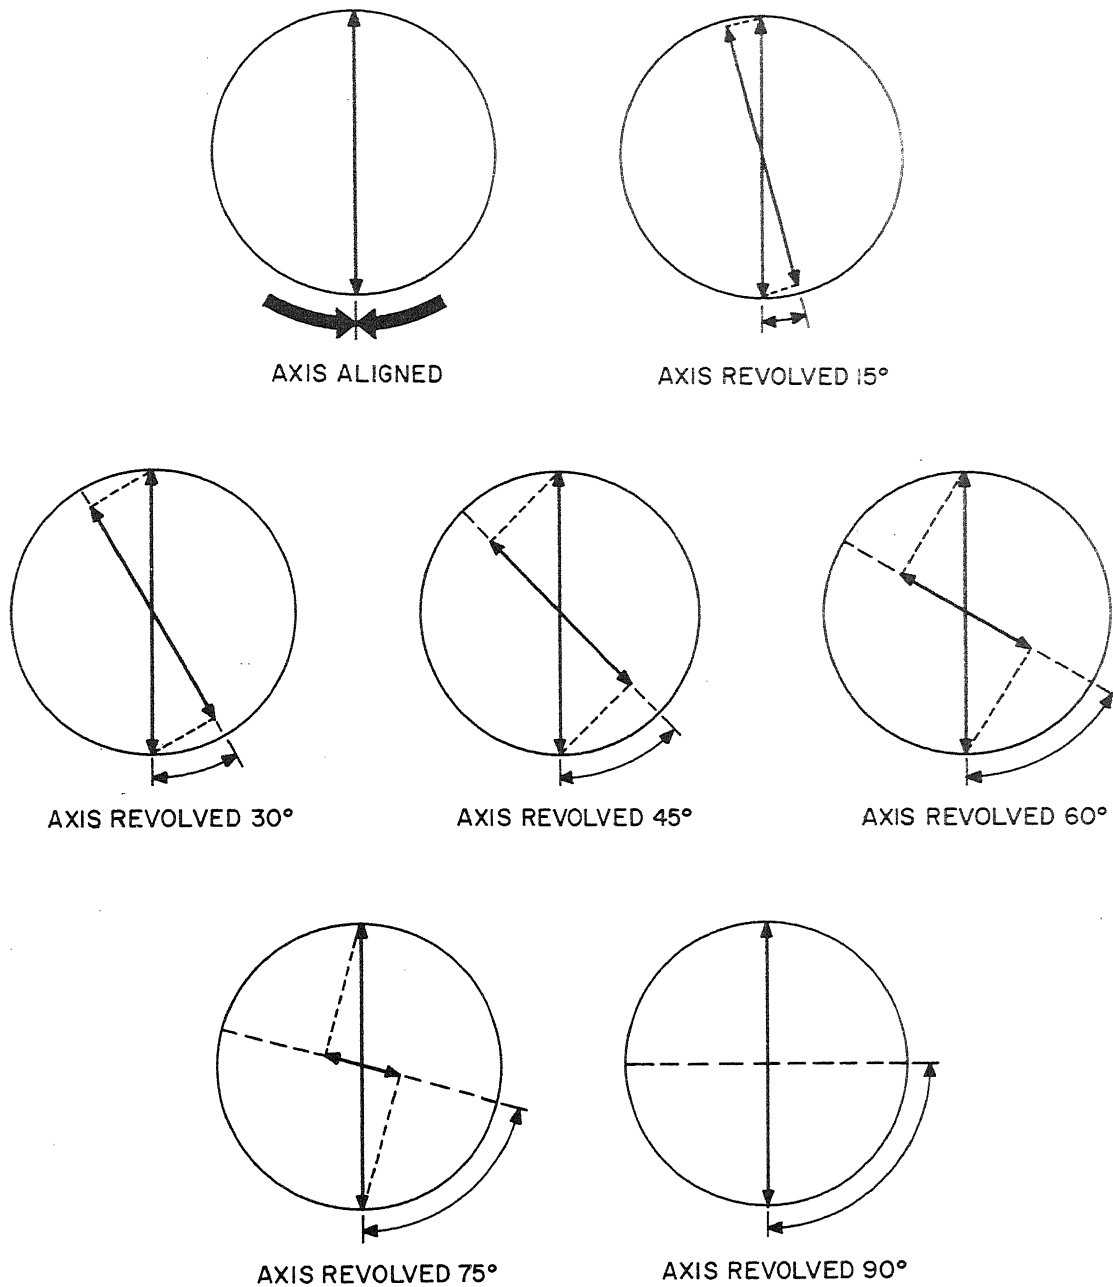 AXIS ALIGNED
AXIS REVOLVED 15°
AXIS REVOLVED 30°
AXIS REVOLVED 45°
AXIS REVOLVED 60°
AXIS REVOLVED 75°
AXIS REVOLVED 90°